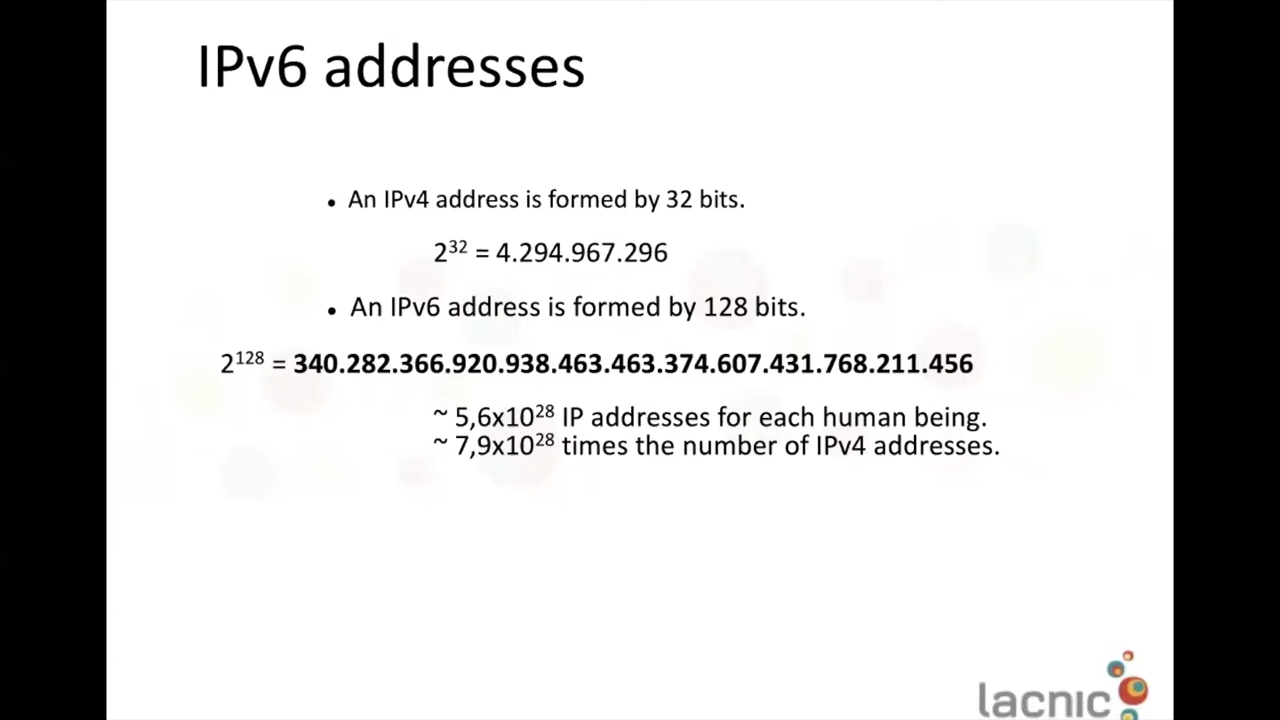 IPv6 addresses
• An IPv4 address is formed by 32 bits.
2³² = 4.294.967.296
• An IPv6 address is formed by 128 bits.
2¹²⁸ = 340.282.366.920.938.463.463.374.607.431.768.211.456
~ 5,6x10²⁸ IP addresses for each human being.
~ 7,9x10²⁸ times the number of IPv4 addresses.
lacnic